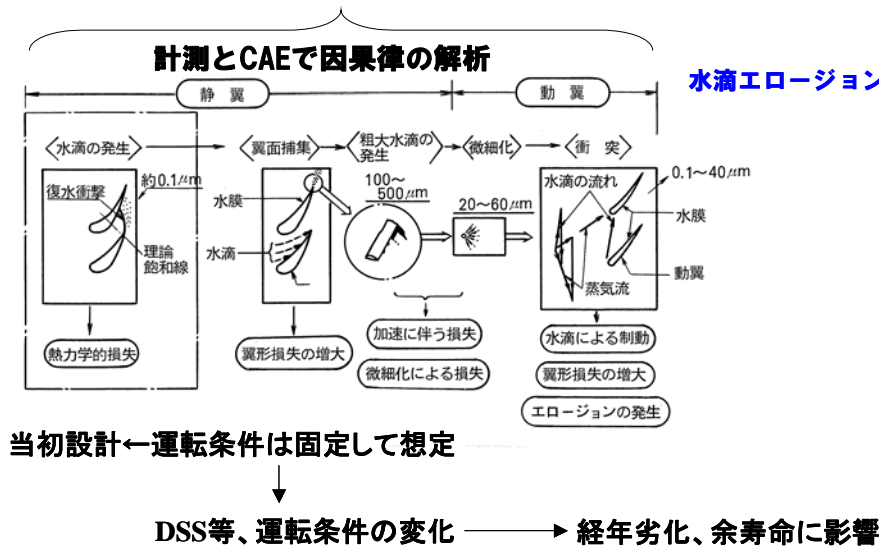 計測とCAEで因果律の解析
水滴エロージョン
静 翼
動 翼
〈水滴の発生〉
〈翼面捕集〉
〈粗大水滴の
発生〉
〈微細化〉
〈衝 突〉
復水衝撃
約0.1μm
理論
飽和線
水膜
水滴
100～
500μm
20～60μm
水滴の流れ
0.1～40μm
水膜
動翼
蒸気流
熱力学的損失
翼形損失の増大
加速に伴う損失
微細化による損失
水滴による制動
翼形損失の増大
エロージョンの発生
当初設計←運転条件は固定して想定
DSS等、運転条件の変化
経年劣化、余寿命に影響